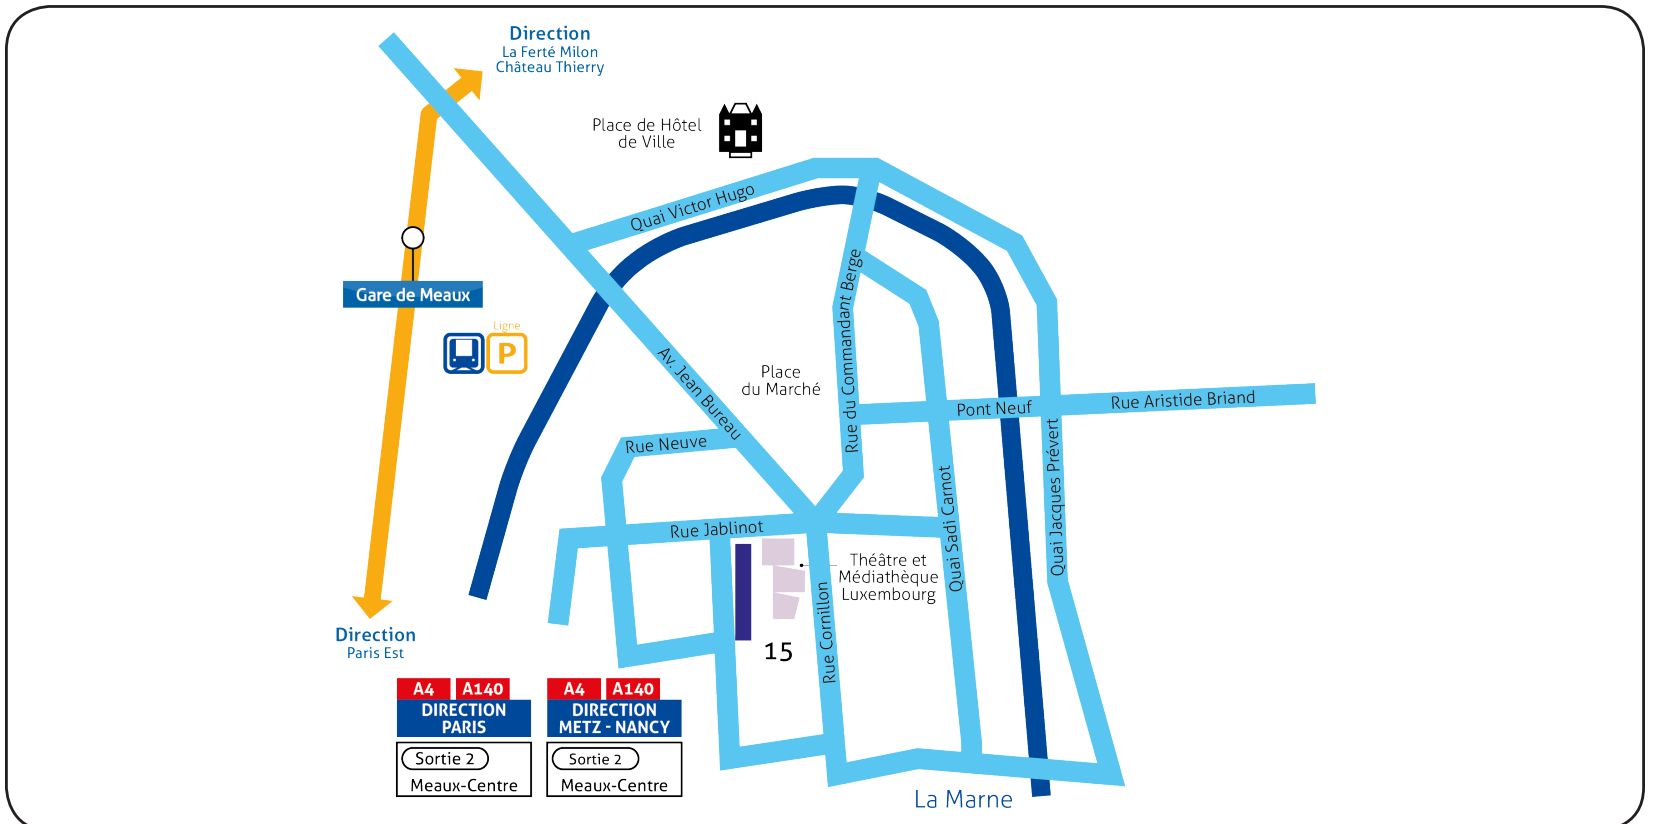 Direction
La Ferté Milon
Château Thierry
Place de Hôtel
de Ville
Quai Victor Hugo
Gare de Meaux
Ligne
P
Av. Jean Bureau
Place
du Marché
Rue du Commandant Berge
Pont Neuf
Rue Aristide Briand
Rue Neuve
Quai Jacques Prévert
Quai Sadi Carnot
Rue Jablinot
Théâtre et
Médiathèque
Luxembourg
Rue Cornillon
15
Direction
Paris Est
A4 A140
DIRECTION
PARIS
Sortie 2
Meaux-Centre
A4 A140
DIRECTION
METZ - NANCY
Sortie 2
Meaux-Centre
La Marne